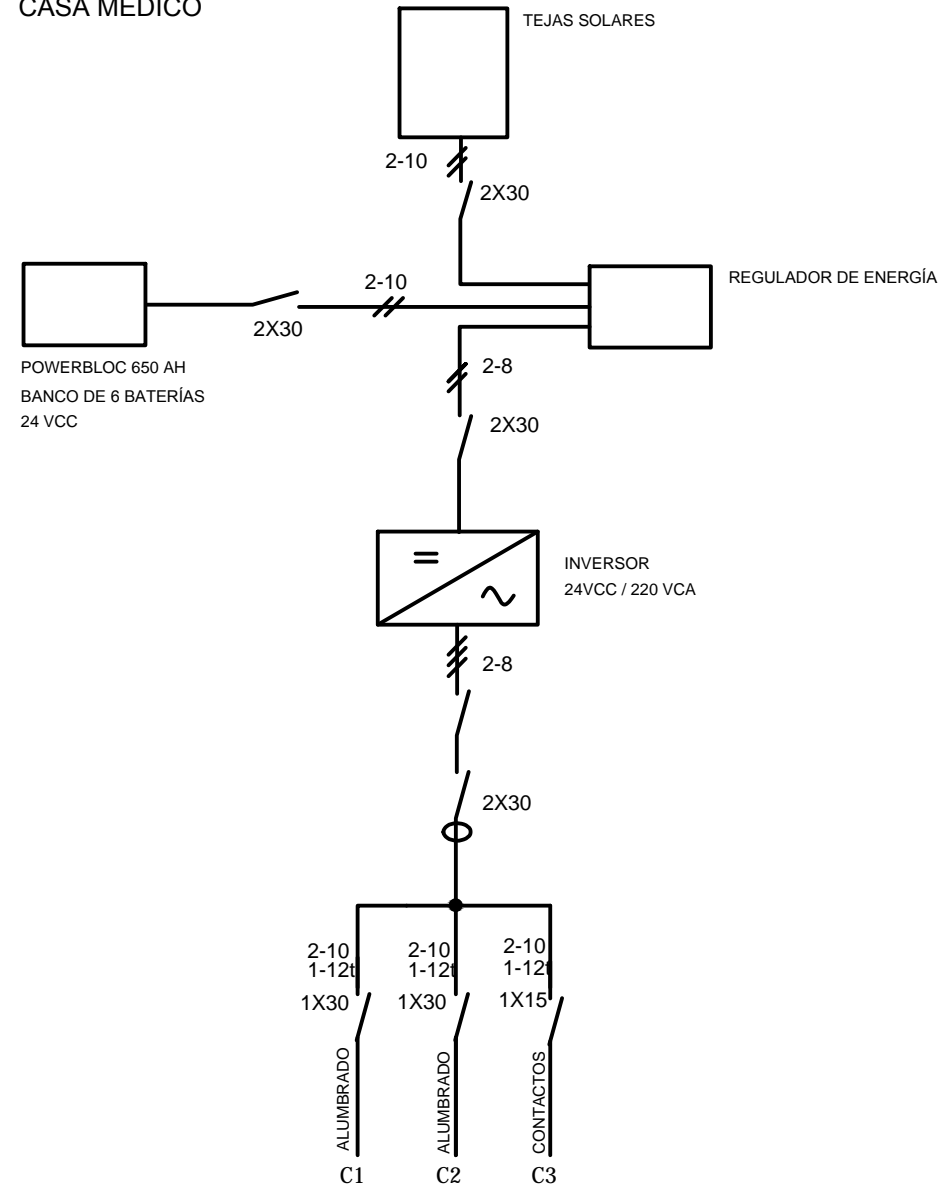 CASA MEDICO
TEJAS SOLARES
2-10
2X30
REGULADOR DE ENERGÍA
2-10
2X30
POWERBLOC 650 AH
BANCO DE 6 BATERÍAS
24 VCC
2-8
2X30
INVERSOR
24VCC / 220 VCA
2-8
2X30
2-10
1-12t
1X30
ALUMBRADO
C1
2-10
1-12t
1X30
ALUMBRADO
C2
2-10
1-12t
1X15
CONTACTOS
C3